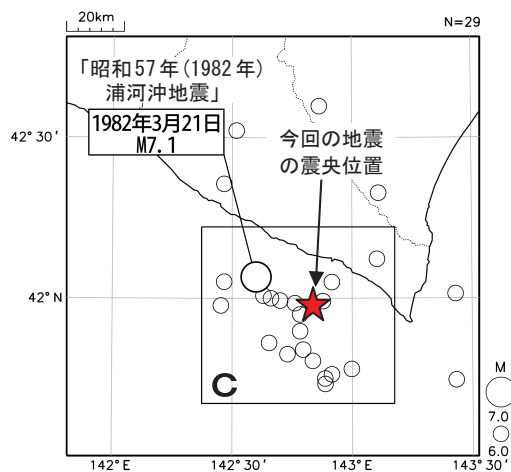 20km
N=29
「昭和57年(1982年)
浦河沖地震」
1982年3月21日
M7.1
今回の地震
の震央位置
42°30′
42°N
C
M
7.0
6.0
142°E
142°30′
143°E
143°30′